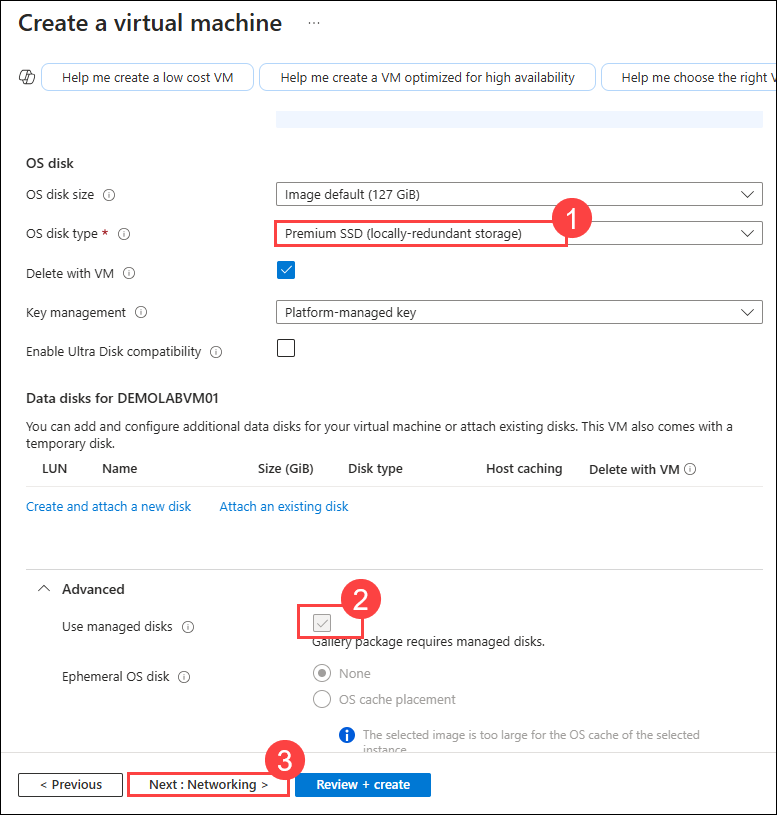 Create a virtual machine ...
Help me create a low cost VM
Help me create a VM optimized for high availability
Help me choose the right V
OS disk
OS disk size
Image default (127 GiB)
1
OS disk type *
Premium SSD (locally-redundant storage)
Delete with VM
Key management
Platform-managed key
Enable Ultra Disk compatibility
Data disks for DEMOLABVM01
You can add and configure additional data disks for your virtual machine or attach existing disks. This VM also comes with a
temporary disk.
LUN Name Size (GiB) Disk type Host caching Delete with VM
Create and attach a new disk Attach an existing disk
Advanced
2
Use managed disks
Gallery package requires managed disks.
Ephemeral OS disk
None
OS cache placement
The selected image is too large for the OS cache of the selected
instance.
3
< Previous
Next : Networking >
Review + create